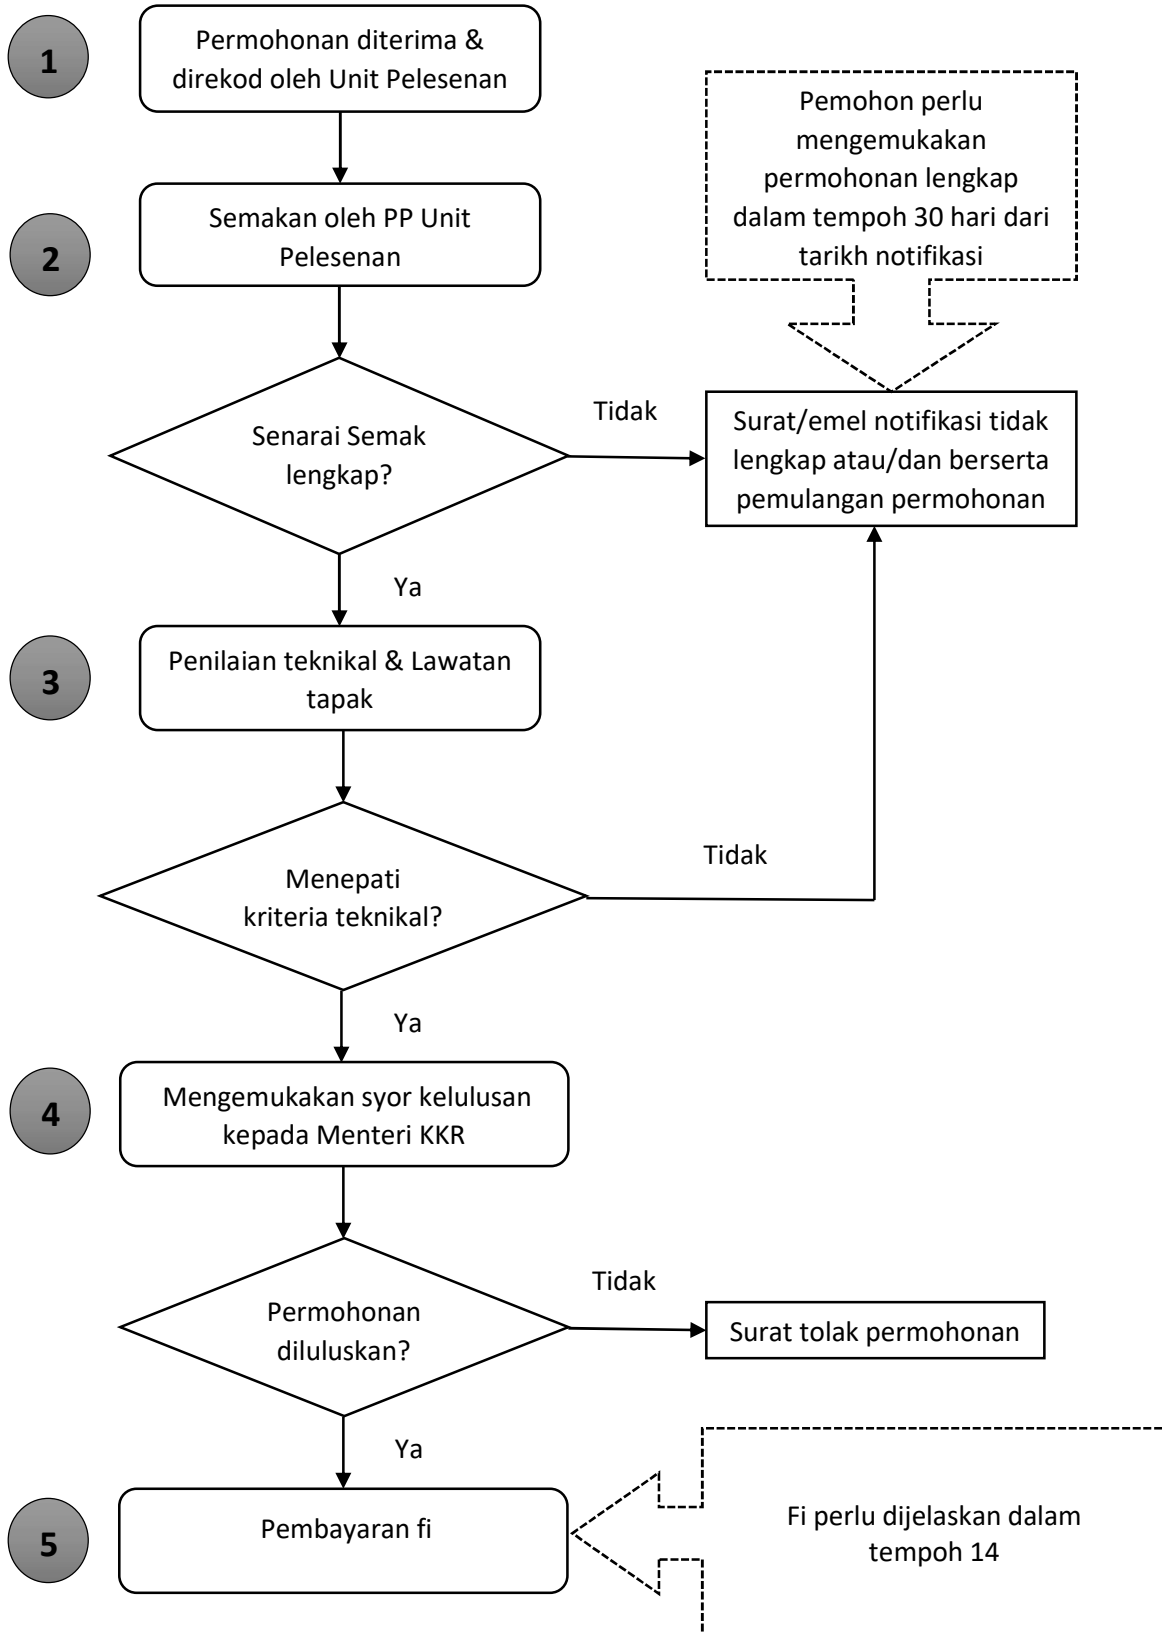 1
Permohonan diterima &
direkod oleh Unit Pelesenan
Pemohon perlu
mengemukakan
permohonan lengkap
dalam tempoh 30 hari dari
tarikh notifikasi
2
Semakan oleh PP Unit
Pelesenan
Senarai Semak
lengkap?
Tidak
Surat/emel notifikasi tidak
lengkap atau/dan berserta
pemulangan permohonan
Ya
3
Penilaian teknikal & Lawatan
tapak
Menepati
kriteria teknikal?
Tidak
Ya
4
Mengemukakan syor kelulusan
kepada Menteri KKR
Permohonan
diluluskan?
Tidak
Surat tolak permohonan
Ya
5
Pembayaran fi
Fi perlu dijelaskan dalam
tempoh 14